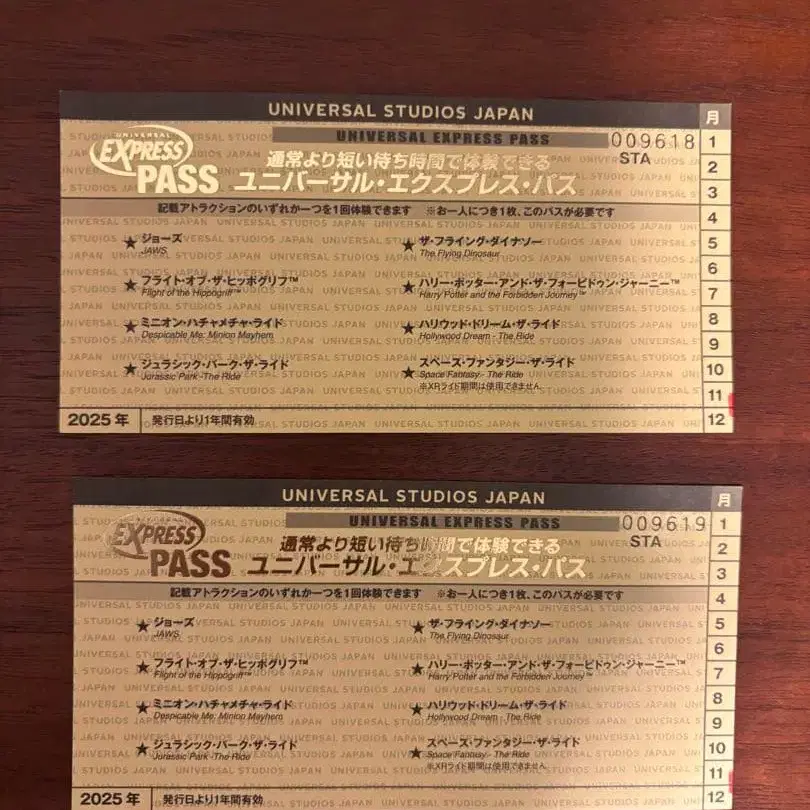 UNIVERSAL STUDIOS JAPAN
月
UNIVERSAL EXPRESS PASS
009618
STA
UNIVERSAL
EXPRESS
PASS
通常より短い待ち時間で体験できる
ユニバーサル・エクスプレス・パス
記載アトラクションのいずれか一つを1回体験できます ※お一人につき1枚、このパスが必要です
★ ジョーズ
JAWS
★ ザ・フライング・ダイナソー
The Flying Dinosaur
★ フライト・オブ・ザ・ヒッポグリフ™
Flight of the Hippogriff™
★ ハリー・ポッター・アンド・ザ・フォービドゥン・ジャーニー™
Harry Potter and the Forbidden Journey™
★ ミニオン・ハチャメチャ・ライド
Despicable Me: Minion Mayhem
★ ハリウッド・ドリーム・ザ・ライド
Hollywood Dream - The Ride
★ ジュラシック・パーク・ザ・ライド
Jurassic Park -The Ride
★ スペース・ファンタジー・ザ・ライド
Space Fantasy - The Ride
※XRライド期間は使用できません
2025年 発行日より1年間有効
1
2
3
4
5
6
7
8
9
10
11
12
UNIVERSAL STUDIOS JAPAN
月
UNIVERSAL EXPRESS PASS
009619
STA
EXPRESS
PASS
通常より短い待ち時間で体験できる
ユニバーサル・エクスプレス・パス
記載アトラクションのいずれか一つを1回体験できます ※お一人につき1枚、このパスが必要です
★ ジョーズ
JAWS
★ ザ・フライング・ダイナソー
The Flying Dinosaur
★ フライト・オブ・ザ・ヒッポグリフ™
Flight of the Hippogriff™
★ ハリー・ポッター・アンド・ザ・フォービドゥン・ジャーニー™
Harry Potter and the Forbidden Journey™
★ ミニオン・ハチャメチャ・ライド
Despicable Me: Minion Mayhem
★ ハリウッド・ドリーム・ザ・ライド
Hollywood Dream - The Ride
★ ジュラシック・パーク・ザ・ライド
Jurassic Park -The Ride
★ スペース・ファンタジー・ザ・ライド
Space Fantasy - The Ride
※XRライド期間は使用できません
2025年 発行日より1年間有効
1
2
3
4
5
6
7
8
9
10
11
12